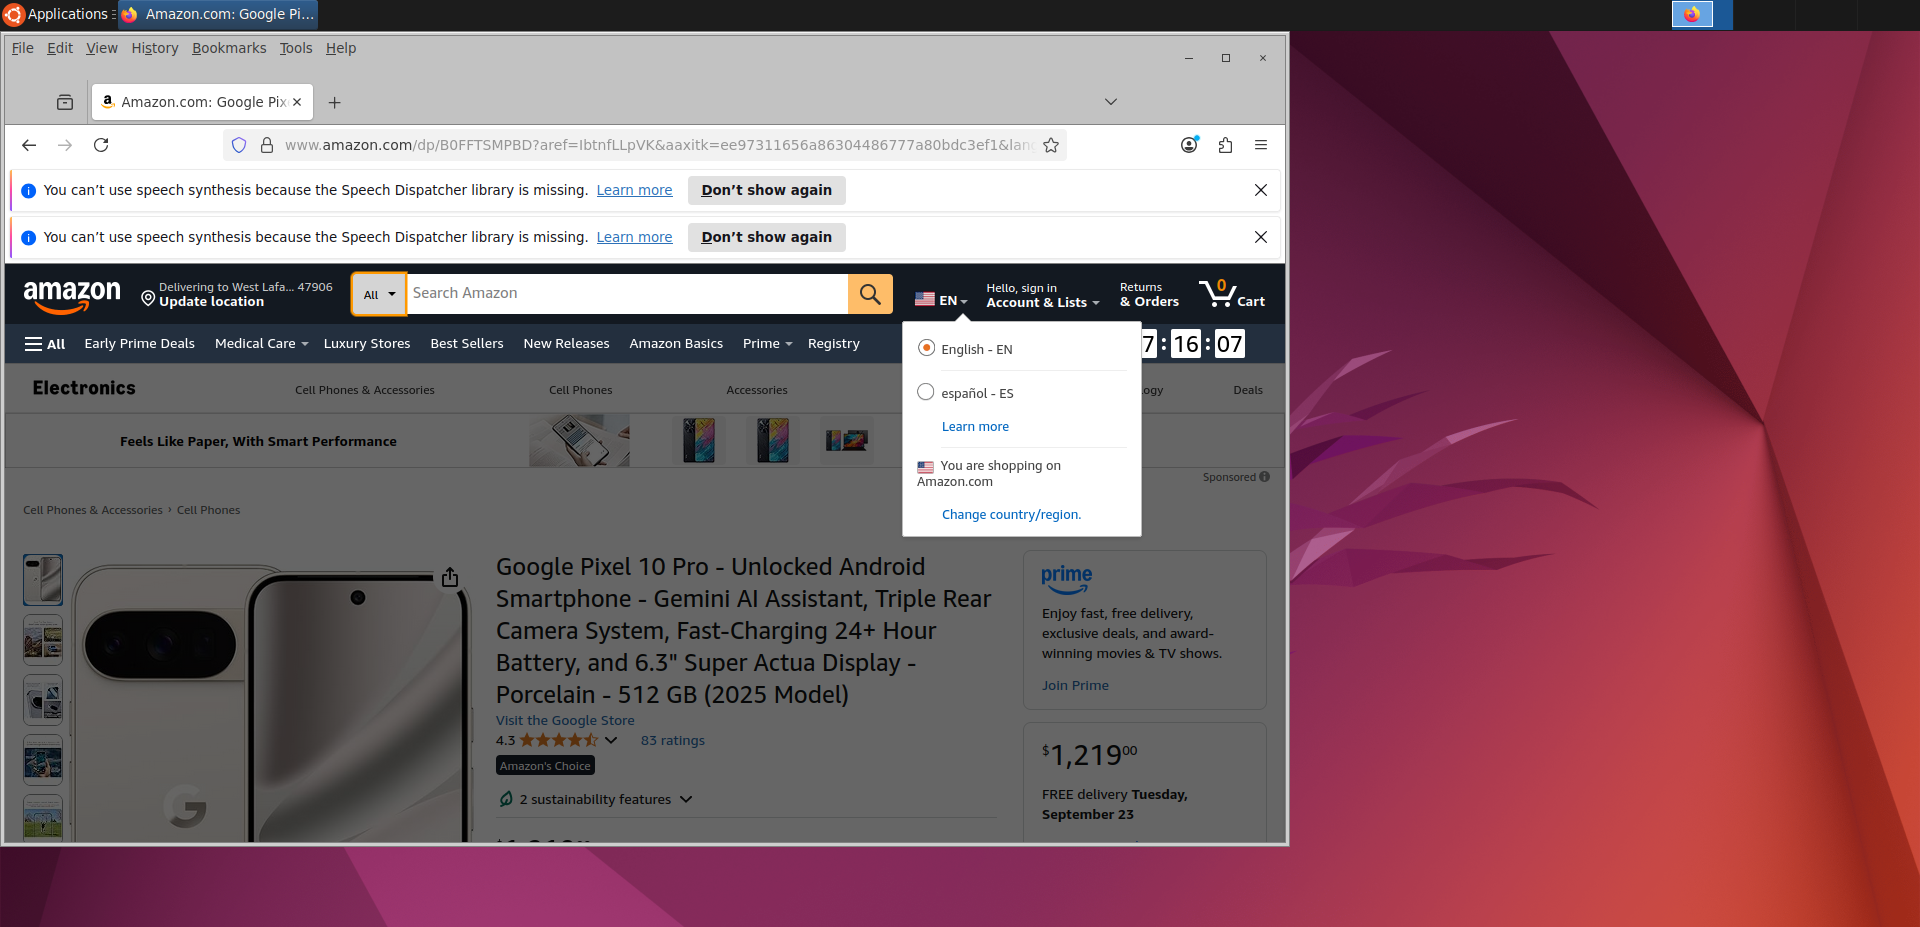 Applications
Amazon.com: Google Pi...
File Edit View History Bookmarks Tools Help
Amazon.com: Google Pix
www.amazon.com/dp/B0FFTSMPBD?aref=IbtnfLLpVK&aaxitk=ee97311656a86304486777a80bdc3ef1&lang
You can't use speech synthesis because the Speech Dispatcher library is missing. Learn more Don't show again
You can't use speech synthesis because the Speech Dispatcher library is missing. Learn more Don't show again
amazon
Delivering to West Lafa... 47906
Update location
All
Search Amazon
EN
Hello, sign in
Account & Lists
Returns
& Orders
0
Cart
All Early Prime Deals Medical Care Luxury Stores Best Sellers New Releases Amazon Basics Prime Registry
7 : 16 : 07
English - EN
español - ES
Learn more
You are shopping on
Amazon.com
Change country/region.
Electronics Cell Phones & Accessories Cell Phones Accessories ogy Deals
Feels Like Paper, With Smart Performance
Sponsored
Cell Phones & Accessories › Cell Phones
Google Pixel 10 Pro - Unlocked Android
Smartphone - Gemini AI Assistant, Triple Rear
Camera System, Fast-Charging 24+ Hour
Battery, and 6.3" Super Actua Display -
Porcelain - 512 GB (2025 Model)
Visit the Google Store
4.3 83 ratings
Amazon's Choice
2 sustainability features
prime
Enjoy fast, free delivery,
exclusive deals, and award-
winning movies & TV shows.
Join Prime
$1,21900
FREE delivery Tuesday,
September 23